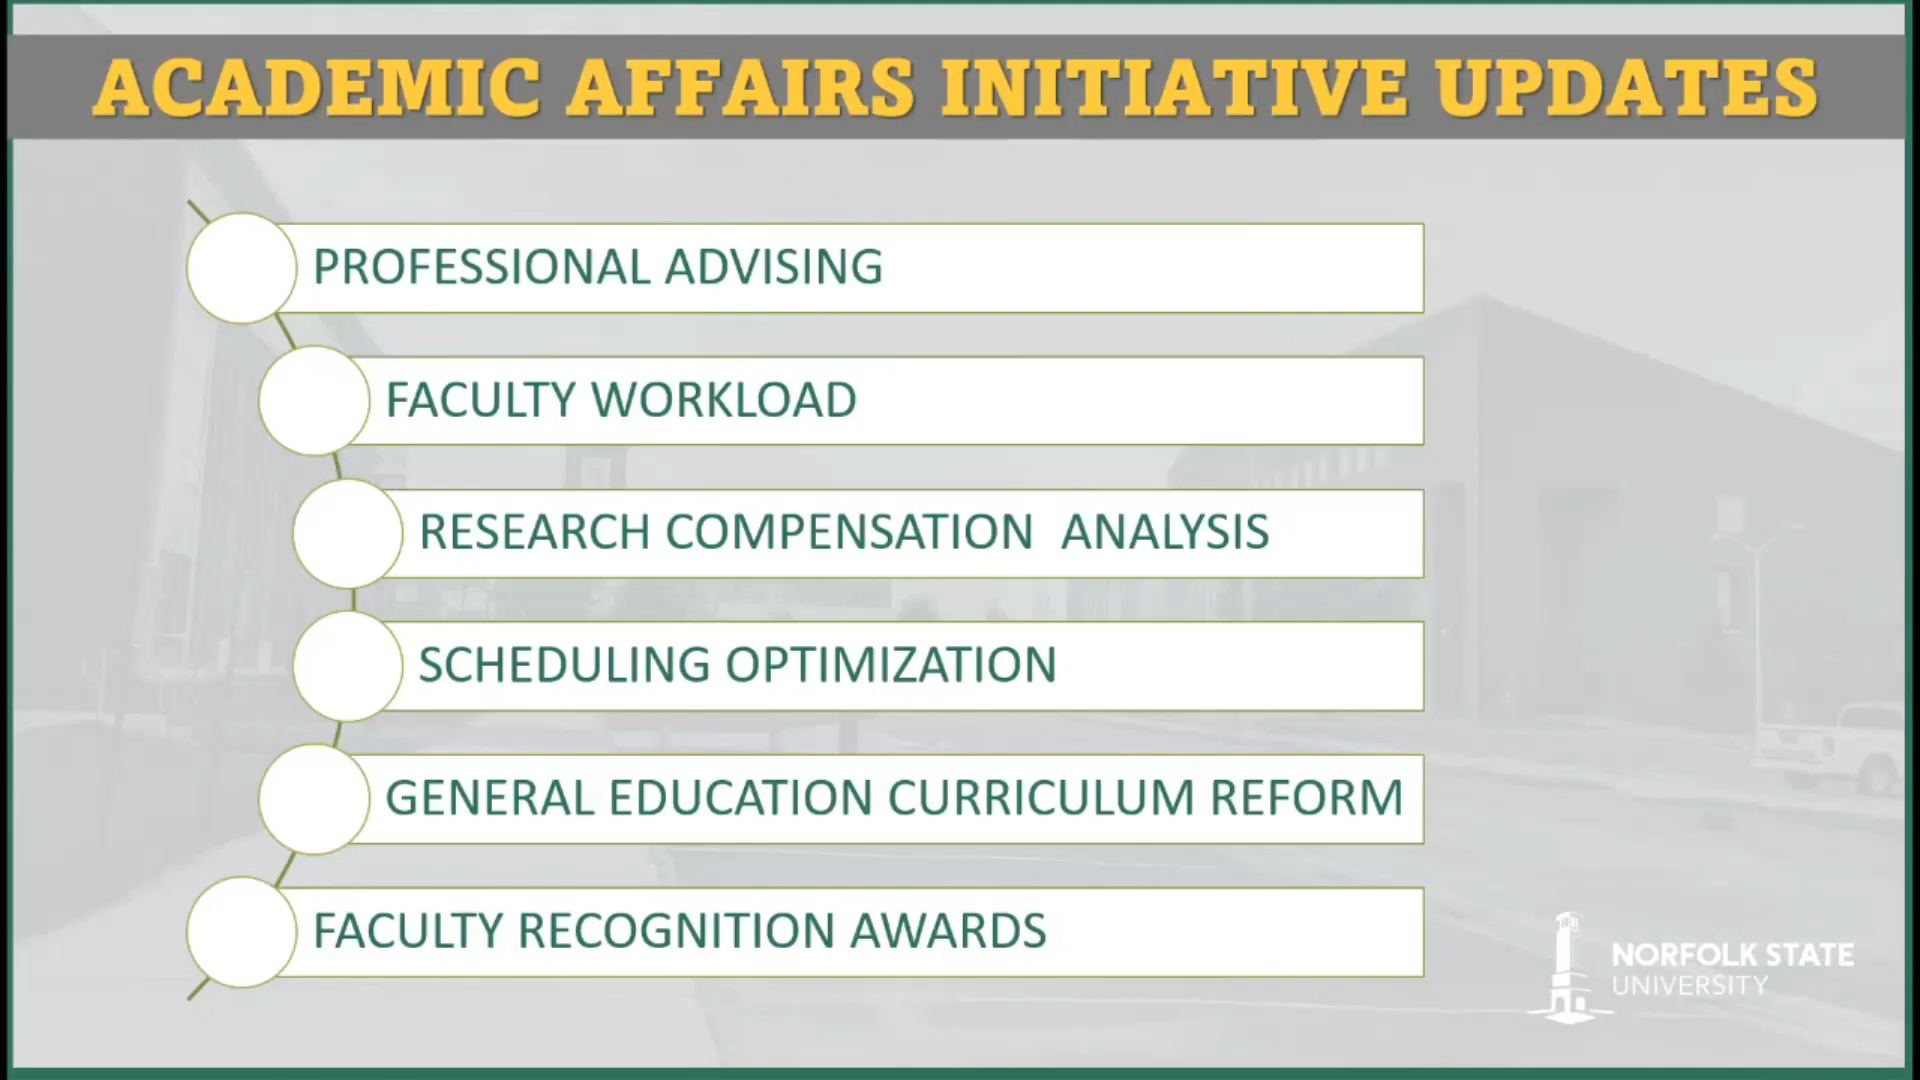 ACADEMIC AFFAIRS INITIATIVE UPDATES
PROFESSIONAL ADVISING
FACULTY WORKLOAD
RESEARCH COMPENSATION  ANALYSIS
SCHEDULING OPTIMIZATION
GENERAL EDUCATION CURRICULUM REFORM
FACULTY RECOGNITION AWARDS
NORFOLK STATE
UNIVERSITY